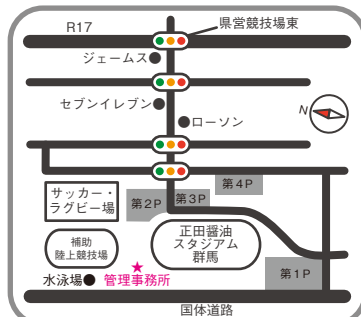 R17
県営競技場東
ジェームス
セブンイレブン
ローソン
N
第4P
第3P
第2P
サッカー・
ラグビー場
正田醤油
スタジアム
群馬
補助
陸上競技場
第1P
水泳場
管理事務所
国体道路